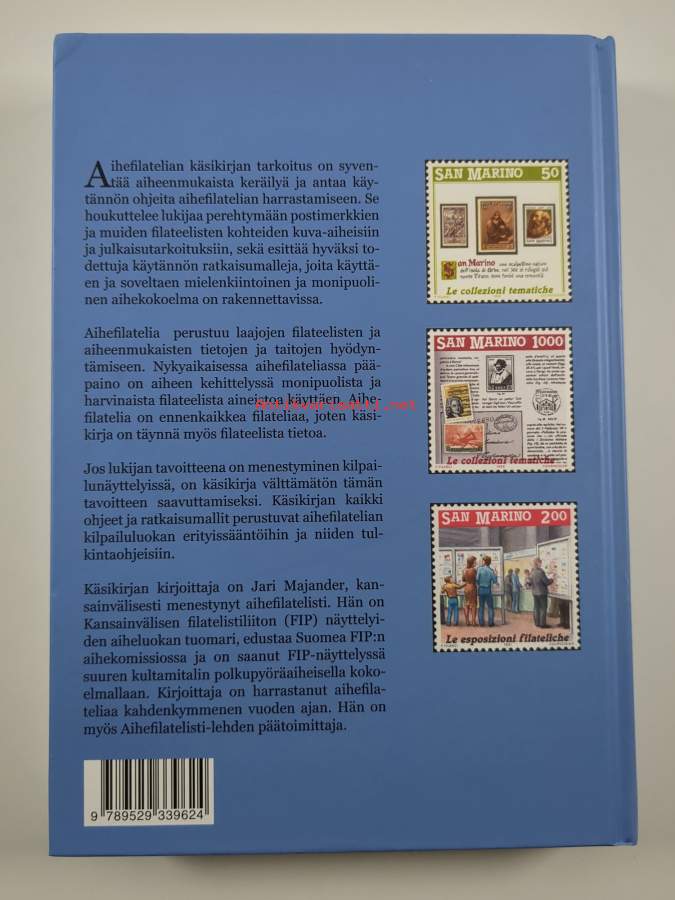 Aihefilatelian käsikirjan tarkoitus on syven-
tää aiheenmukaista keräilyä ja antaa käy-
tännön ohjeita aihefilatelian harrastamiseen. Se
houkuttelee lukijaa perehtymään postimerkkien
ja muiden filateelisten kohteiden kuva-aiheisiin
ja julkaisutarkoituksiin, sekä esittää hyväksi to-
dettuja käytännön ratkaisumalleja, joita käyttä-
en ja soveltaen mielenkiintoinen ja monipuoli-
nen aihekokoelma on rakennettavissa.
Aihefilatelia perustuu laajojen filateelisten ja
aiheenmukaisten tietojen ja taitojen hyödyn-
tämiseen. Nykyaikaisessa aihefilateliassa pää-
paino on aiheen kehittelyssä monipuolista ja
harvinaista filateelista aineistoa käyttäen. Aihe-
filatelia on ennenkaikkea filateliaa, joten käsi-
kirja on täynnä myös filateelista tietoa.
Jos lukijan tavoitteena on menestyminen kilpai-
lunäyttelyissä, on käsikirja välttämätön tämän
tavoitteen saavuttamiseksi. Käsikirjan kaikki
ohjeet ja ratkaisumallit perustuvat aihefilatelian
kilpailuluokan erityissääntöihin ja niiden tul-
kintaohjeisiin.
Käsikirjan kirjoittaja on Jari Majander, kan-
sainvälisesti menestynyt aihefilatelisti. Hän on
Kansainvälisen filatelistiliiton (FIP) näyttelyi-
den aiheluokan tuomari, edustaa Suomea FIP:n
aihekomissiossa ja on saanut FIP-näyttelyssä
suuren kultamitalin polkupyöräaiheisella koko-
elmallaan. Kirjoittaja on harrastanut aihefila-
teliaa kahdenkymmenen vuoden ajan. Hän on
myös Aihefilatelisti-lehden päätoimittaja.
9 789529 339624
SAN MARINO 50
San Marino
Le collezioni tematiche
SAN MARINO 1000
Le collezioni tematiche
SAN MARINO 200
Le esposizioni filateliche